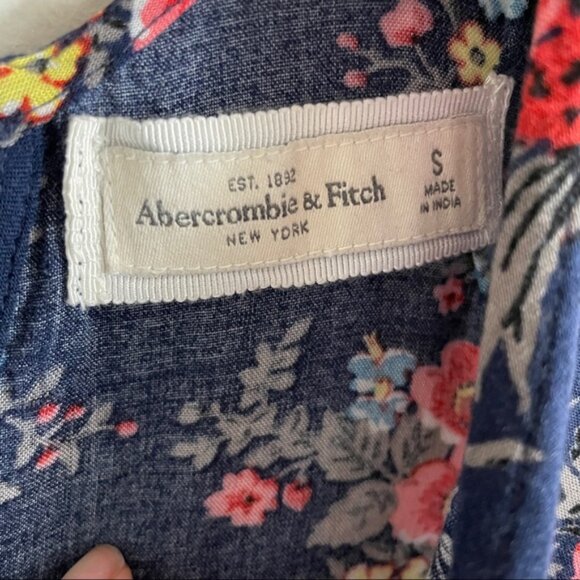 EST. 1892
Abercrombie & Fitch
NEW YORK
S
MADE
IN INDIA